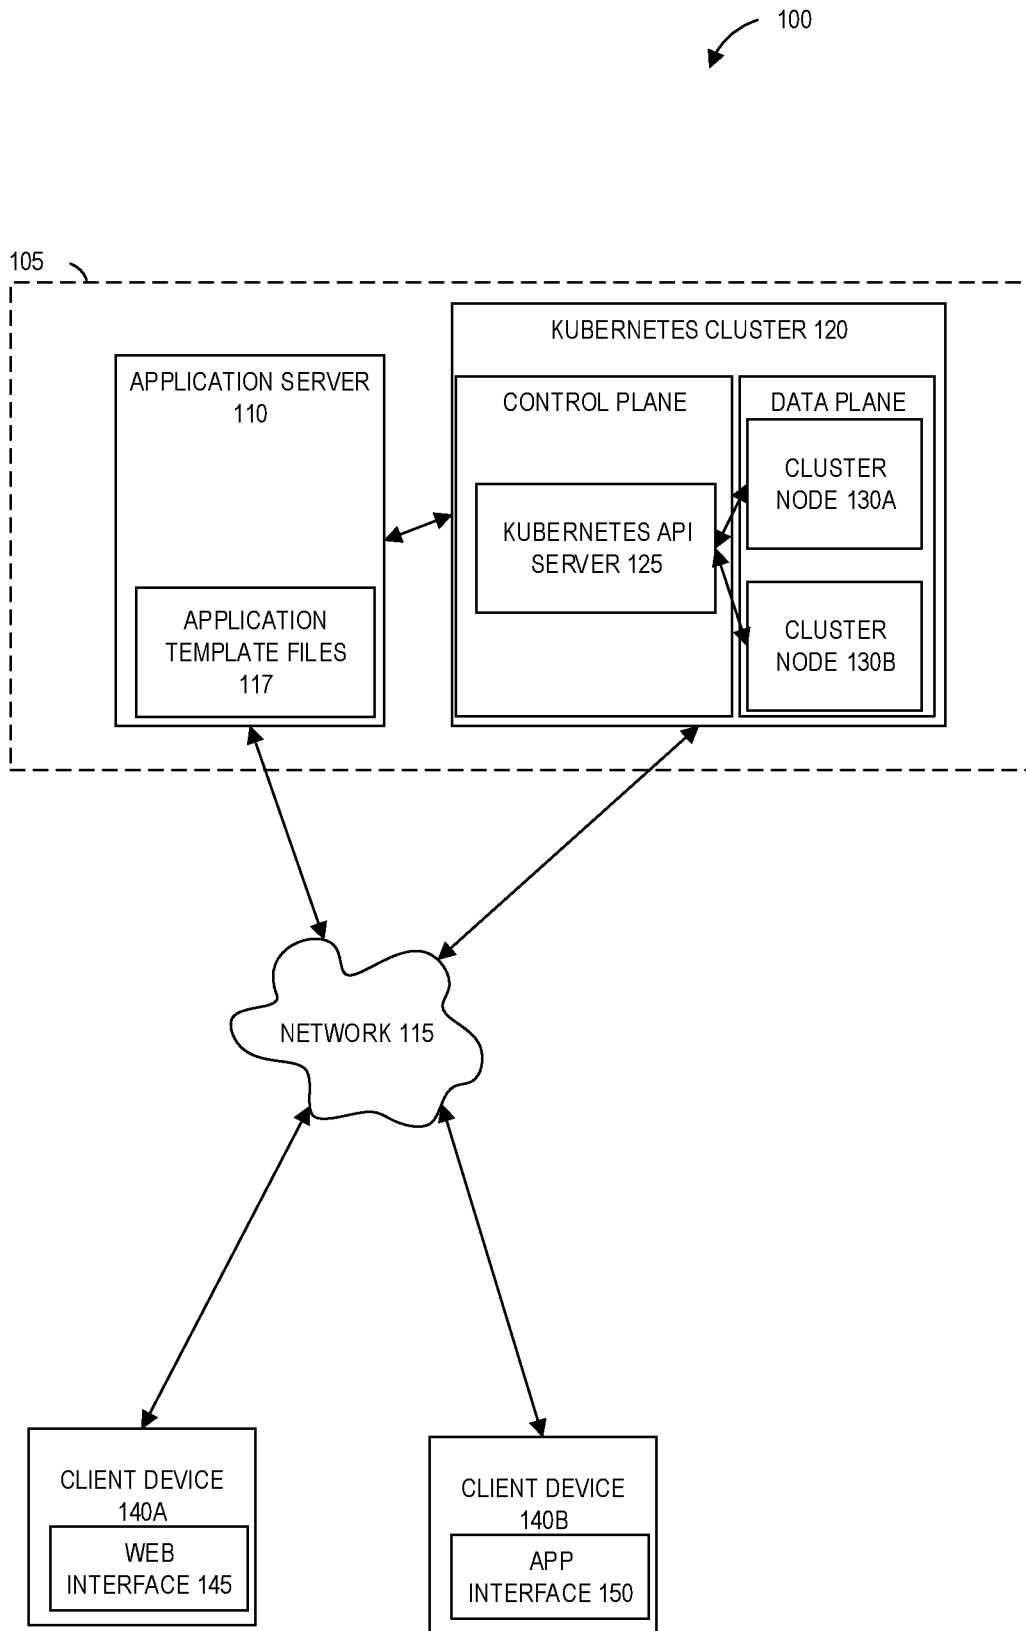 100
105
KUBERNETES CLUSTER 120
APPLICATION SERVER
110
CONTROL PLANE
DATA PLANE
CLUSTER
NODE 130A
KUBERNETES API
SERVER 125
APPLICATION
TEMPLATE FILES
117
CLUSTER
NODE 130B
NETWORK 115
CLIENT DEVICE
140A
WEB
INTERFACE 145
CLIENT DEVICE
140B
APP
INTERFACE 150